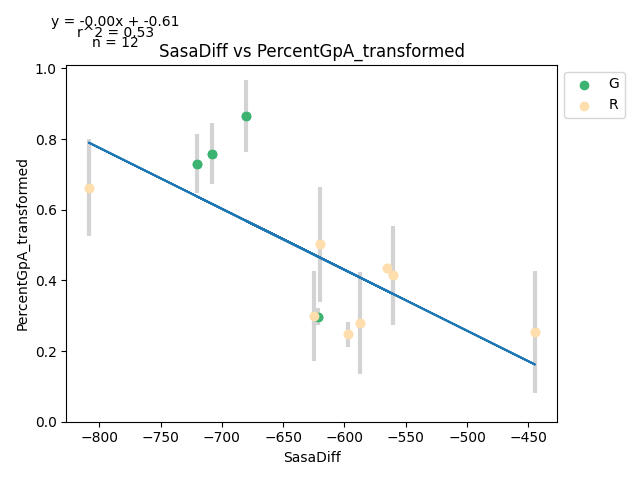 y = -0.00x + -0.61
r^2 = 0.53
n = 12
SasaDiff vs PercentGpA_transformed
G
R
PercentGpA_transformed
1.0
0.8
0.6
0.4
0.2
0.0
−800 −750 −700 −650 −600 −550 −500 −450
SasaDiff